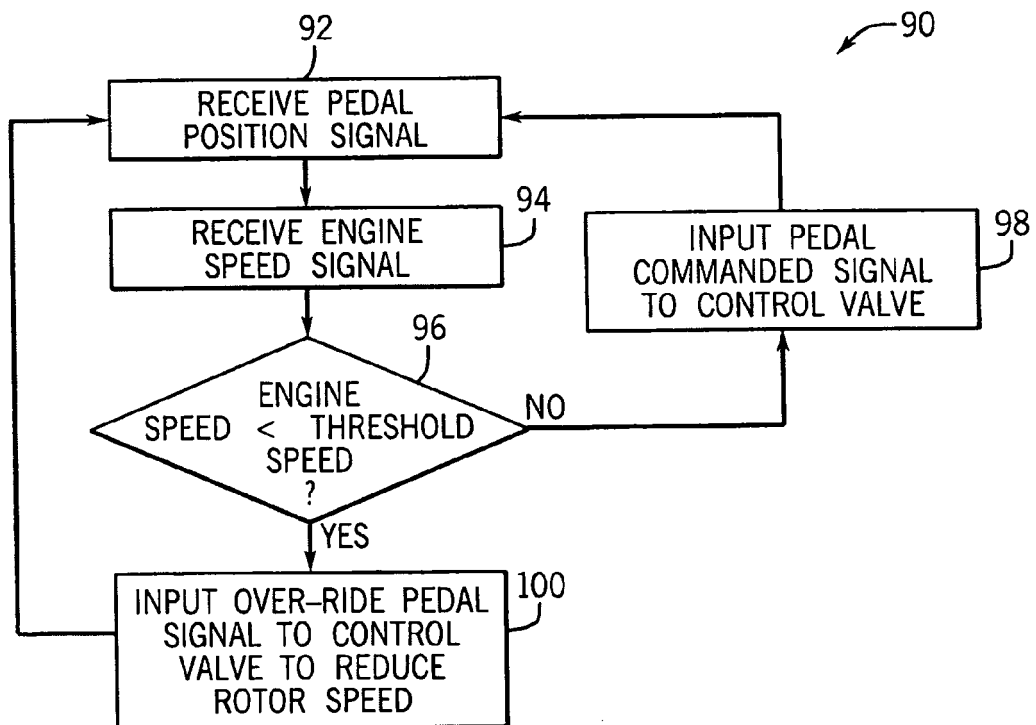 90
92
RECEIVE PEDAL
POSITION SIGNAL
94
RECEIVE ENGINE
SPEED SIGNAL
98
INPUT PEDAL
COMMANDED SIGNAL
TO CONTROL VALVE
96
ENGINE
SPEED < THRESHOLD
SPEED
?
NO
YES
100
INPUT OVER-RIDE PEDAL
SIGNAL TO CONTROL
VALVE TO REDUCE
ROTOR SPEED